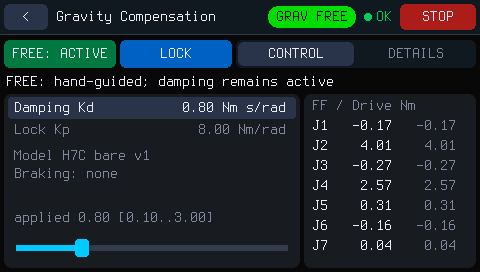 < Gravity Compensation GRAV FREE OK STOP
FREE: ACTIVE LOCK CONTROL DETAILS
FREE: hand-guided; damping remains active
Damping Kd 0.80 Nm s/rad
Lock Kp 8.00 Nm/rad
Model H7C bare v1
Braking: none
applied 0.80 [0.10..3.00]
FF / Drive Nm
J1 -0.17 -0.17
J2 4.01 4.01
J3 -0.27 -0.27
J4 2.57 2.57
J5 0.31 0.31
J6 -0.16 -0.16
J7 0.04 0.04